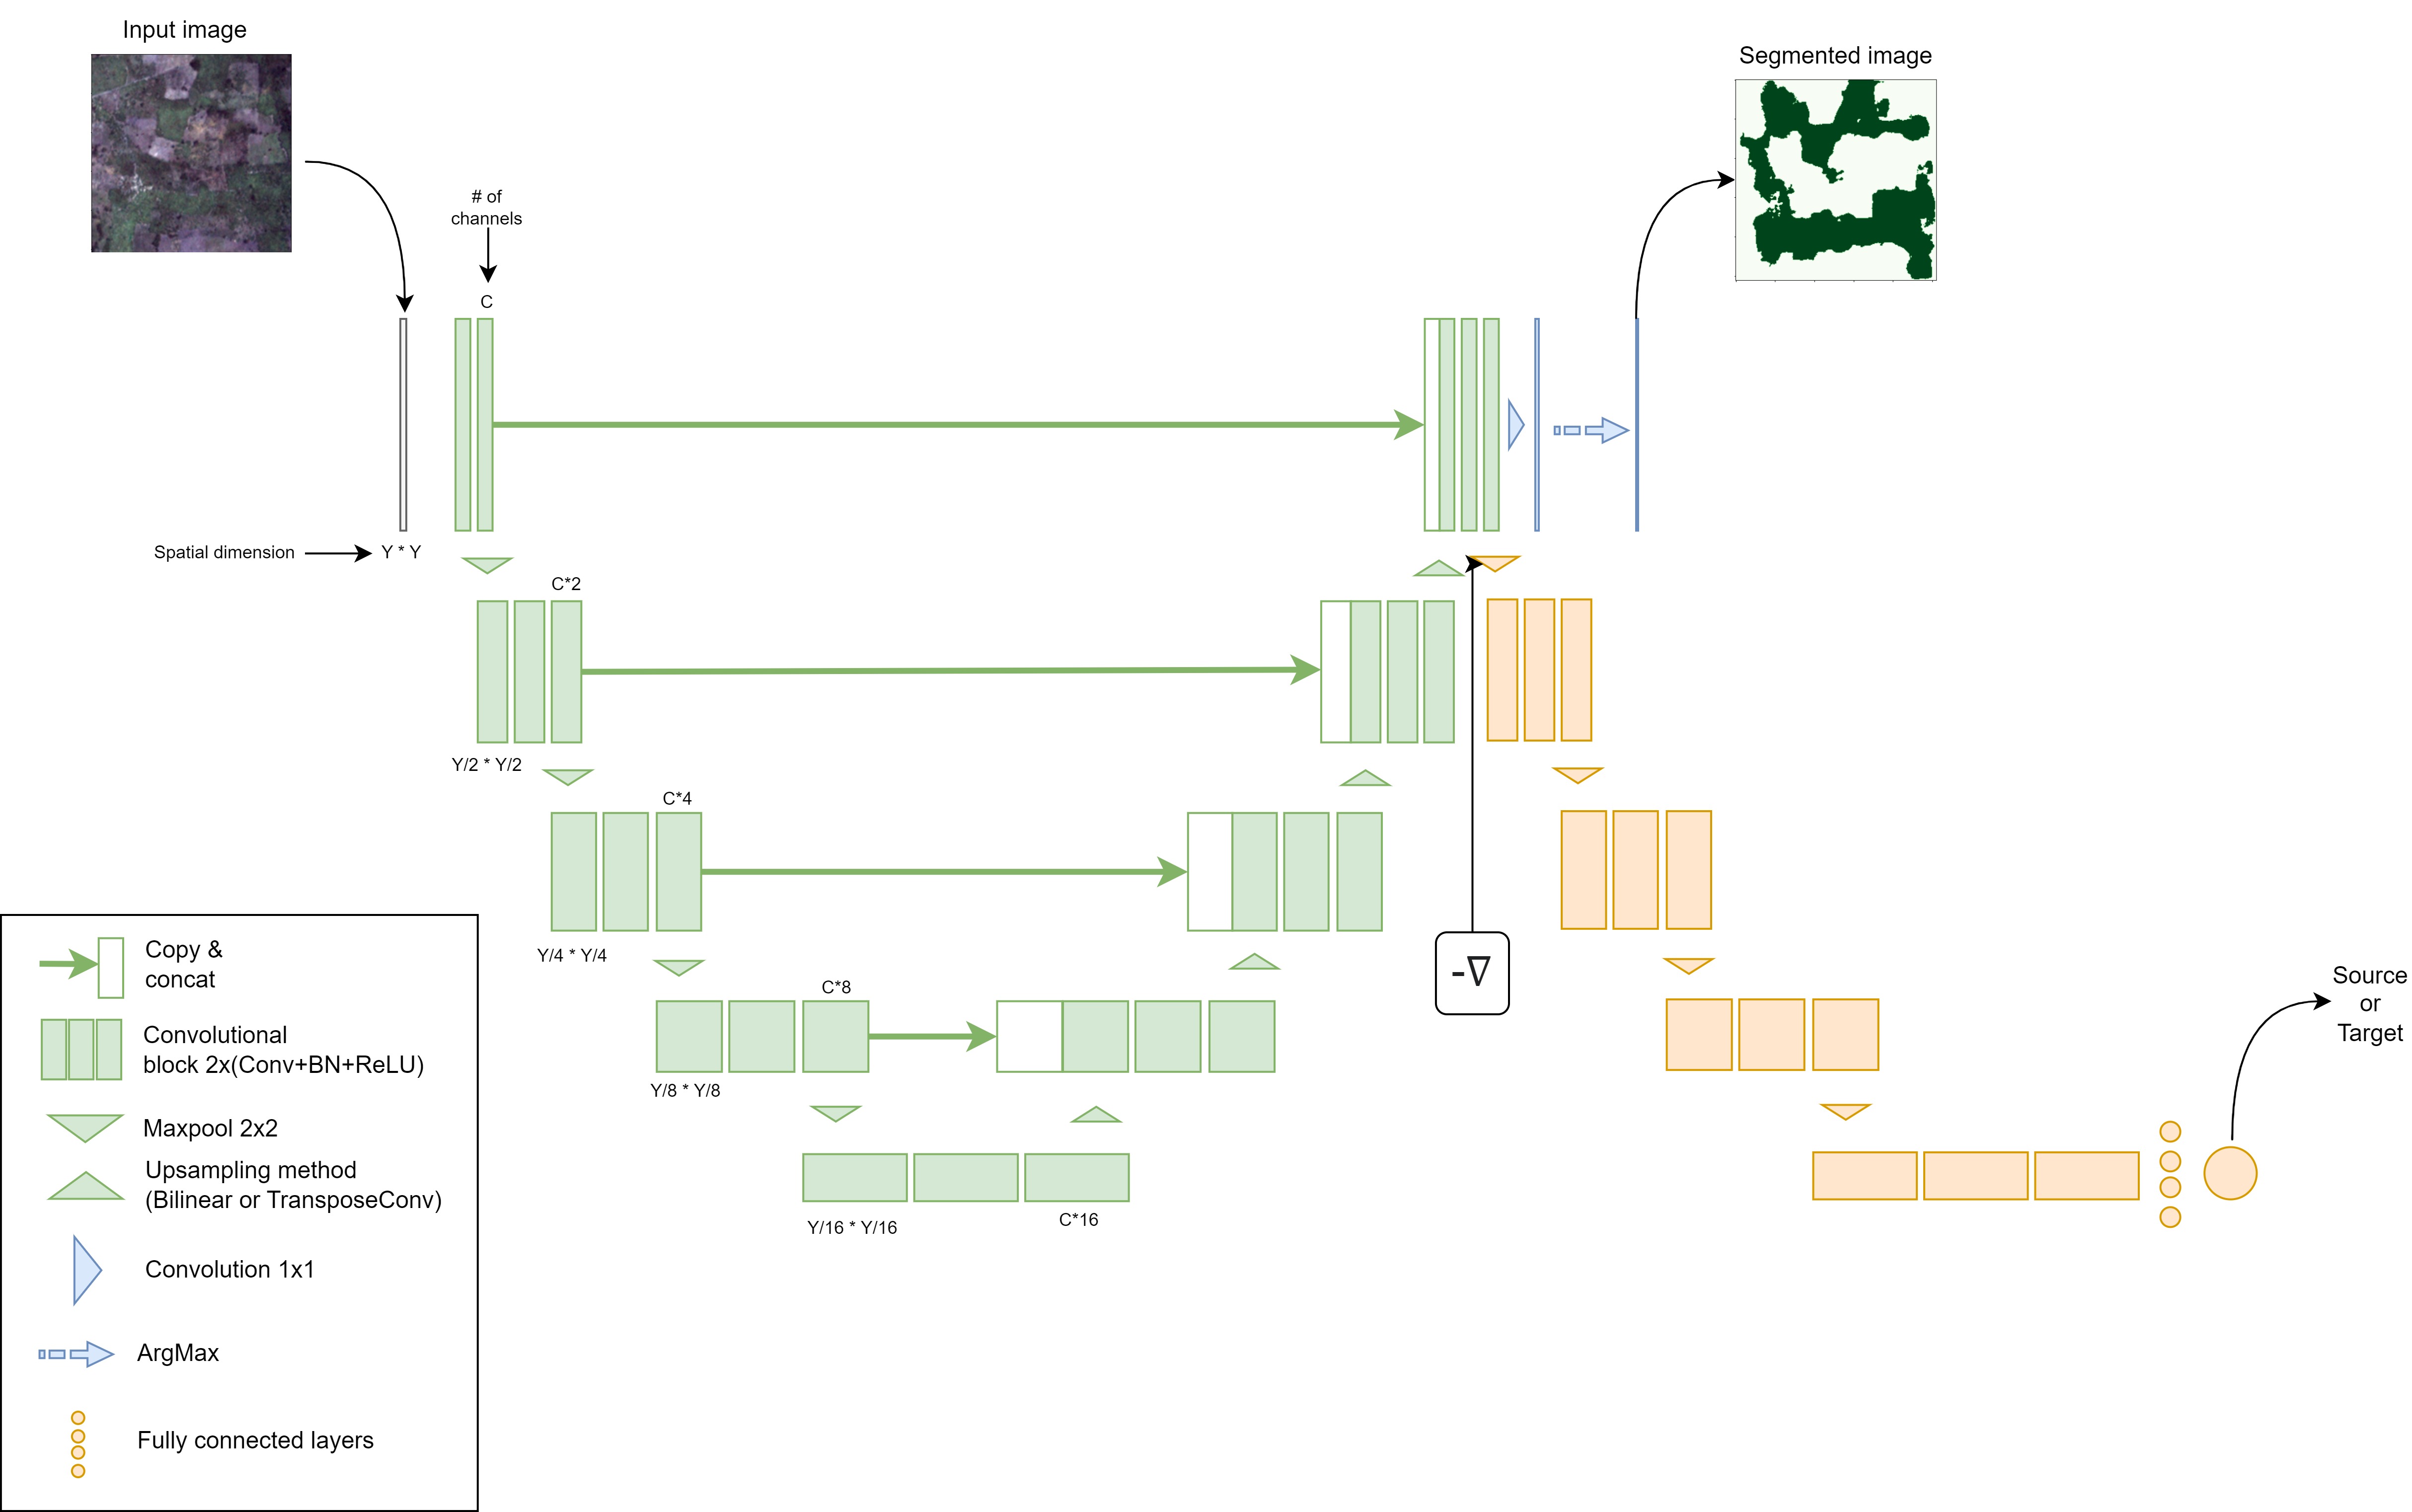 Input image
Segmented image
# of
channels
C
Spatial dimension
Y * Y
C*2
Y/2 * Y/2
C*4
Y/4 * Y/4
C*8
Y/8 * Y/8
Y/16 * Y/16
C*16
-∇
Source
or
Target
Copy &
concat
Convolutional
block 2x(Conv+BN+ReLU)
Maxpool 2x2
Upsampling method
(Bilinear or TransposeConv)
Convolution 1x1
ArgMax
Fully connected layers